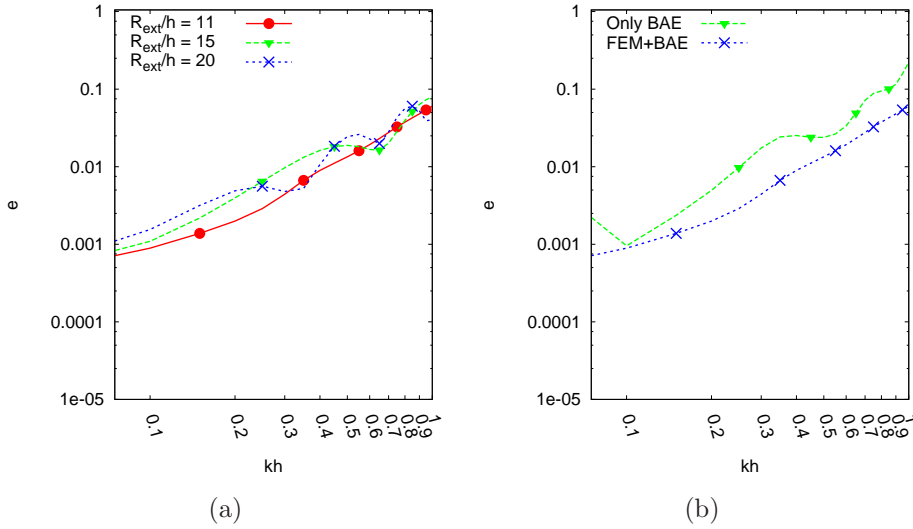 R_ext/h = 11
R_ext/h = 15
R_ext/h = 20
1
0.1
0.01
0.001
0.0001
1e-05
e
0.1
0.2
0.3
0.4
0.5
0.6
0.7
0.8
0.9
1
kh
(a)
Only BAE
FEM+BAE
1
0.1
0.01
0.001
0.0001
1e-05
e
0.1
0.2
0.3
0.4
0.5
0.6
0.7
0.8
0.9
1
kh
(b)